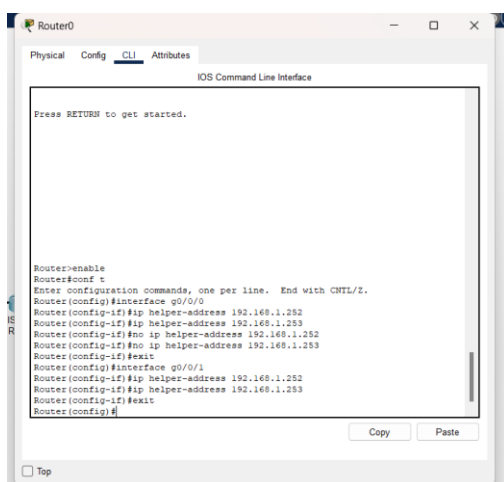 Router0
Physical Config CLI Attributes
IOS Command Line Interface
Press RETURN to get started.
Router>enable
Router#conf t
Enter configuration commands, one per line. End with CNTL/Z.
Router(config)#interface g0/0/0
Router(config-if)#ip helper-address 192.168.1.252
Router(config-if)#ip helper-address 192.168.1.253
Router(config-if)#no ip helper-address 192.168.1.252
Router(config-if)#no ip helper-address 192.168.1.253
Router(config-if)#exit
Router(config)#interface g0/0/1
Router(config-if)#ip helper-address 192.168.1.252
Router(config-if)#ip helper-address 192.168.1.253
Router(config-if)#exit
Router(config)#
Copy Paste
Top